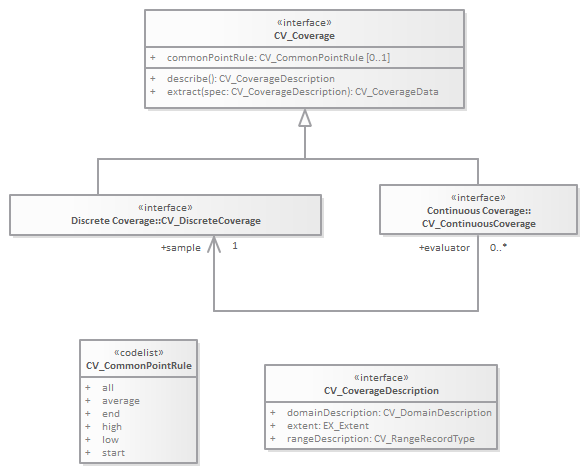 «interface»
CV_Coverage
+ commonPointRule: CV_CommonPointRule [0..1]
+ describe(): CV_CoverageDescription
+ extract(spec: CV_CoverageDescription): CV_CoverageData
«interface»
Discrete Coverage::CV_DiscreteCoverage
«interface»
Continuous Coverage::
CV_ContinuousCoverage
+sample 1
+evaluator 0..*
«codelist»
CV_CommonPointRule
+ all
+ average
+ end
+ high
+ low
+ start
«interface»
CV_CoverageDescription
+ domainDescription: CV_DomainDescription
+ extent: EX_Extent
+ rangeDescription: CV_RangeRecordType